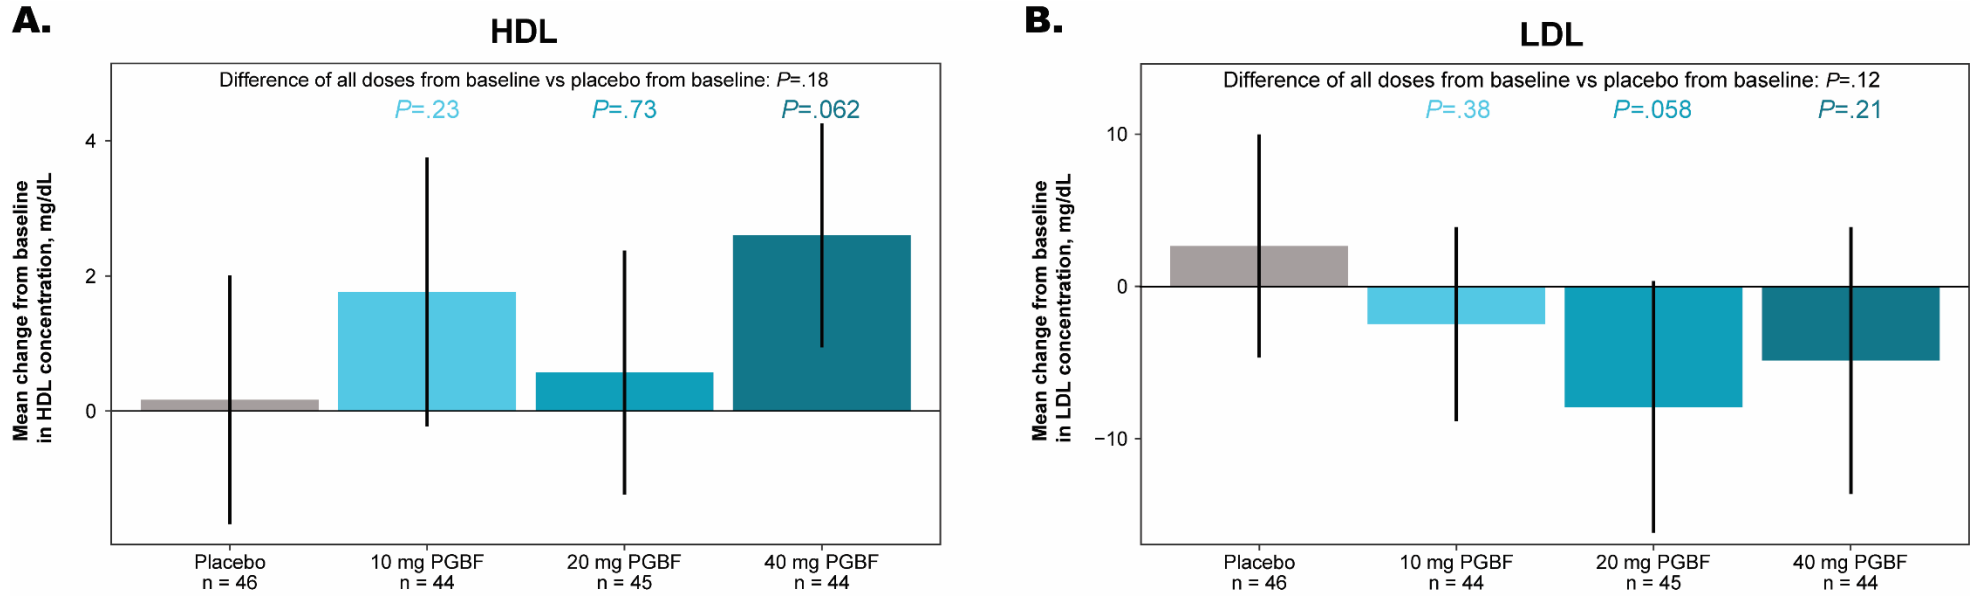 A.
HDL
Difference of all doses from baseline vs placebo from baseline: P=.18
P=.23
P=.73
P=.062
4
2
0
Mean change from baseline
in HDL concentration, mg/dL
Placebo
n = 46
10 mg PGBF
n = 44
20 mg PGBF
n = 45
40 mg PGBF
n = 44
B.
LDL
Difference of all doses from baseline vs placebo from baseline: P=.12
P=.38
P=.058
P=.21
10
0
−10
Mean change from baseline
in LDL concentration, mg/dL
Placebo
n = 46
10 mg PGBF
n = 44
20 mg PGBF
n = 45
40 mg PGBF
n = 44